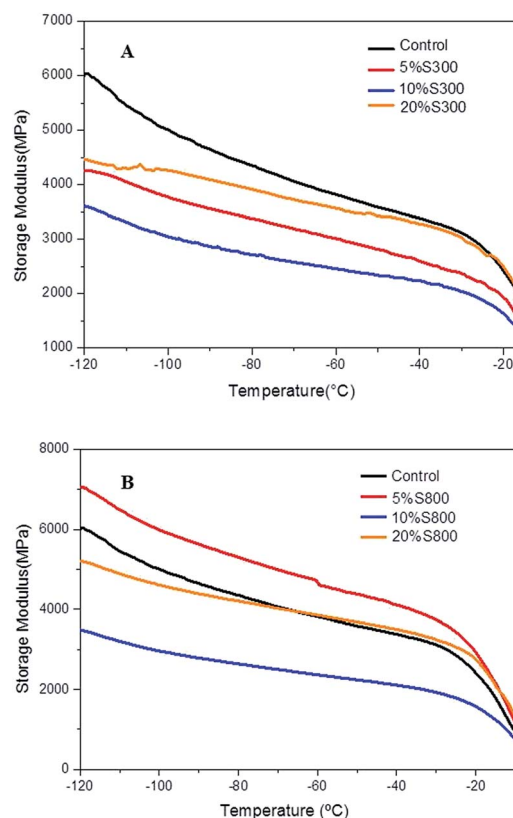 A
Control
5%S300
10%S300
20%S300
7000
6000
5000
4000
3000
2000
1000
Storage Modulus(MPa)
-120 -100 -80 -60 -40 -20
Temperature(°C)
B
Control
5%S800
10%S800
20%S800
8000
6000
4000
2000
0
Storage Modulus(MPa)
-120 -100 -80 -60 -40 -20
Temperature (ºC)